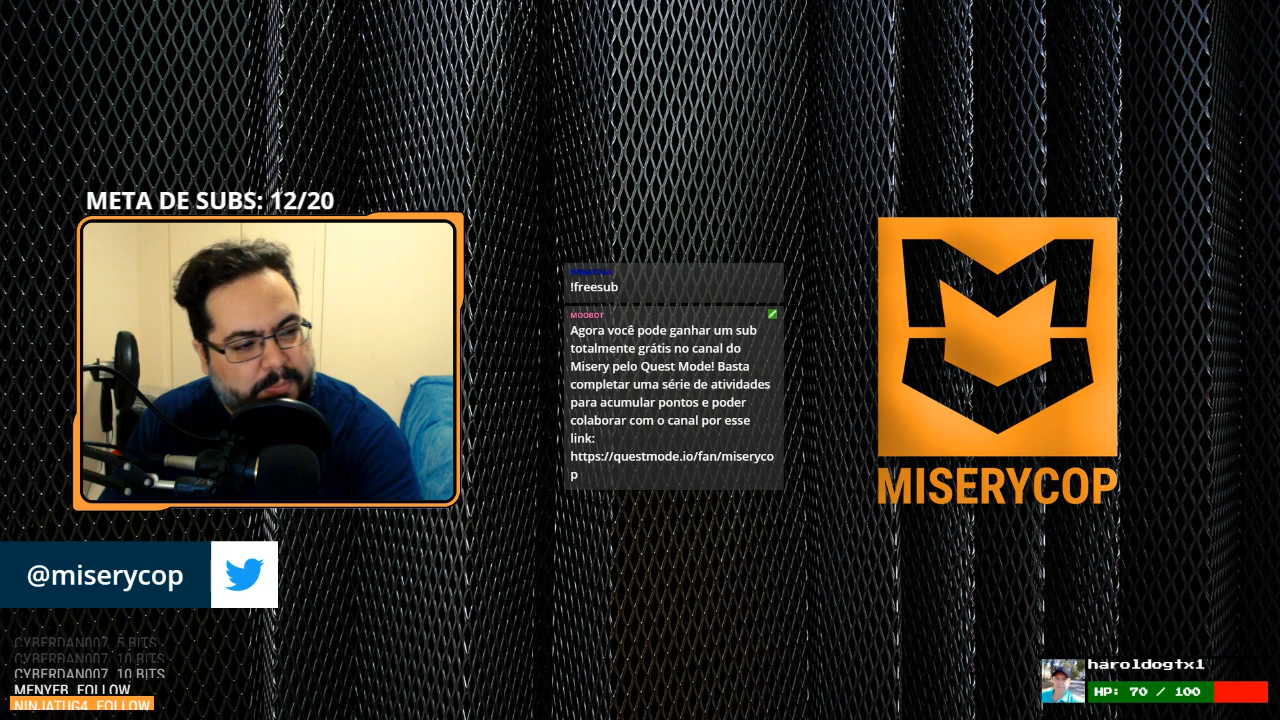 META DE SUBS: 12/20
!freesub
MOOBOT
Agora você pode ganhar um sub
totalmente grátis no canal do
Misery pelo Quest Mode! Basta
completar uma série de atividades
para acumular pontos e poder
colaborar com o canal por esse
link:
https://questmode.io/fan/miseryco
p
MISERYCOP
@miserycop
CYBERDAN007 5 BITS
CYBERDAN007 10 BITS
CYBERDAN007 10 BITS
MENYFB FOLLOW
NINJATUG4 FOLLOW
haroldogfx1
HP: 70 / 100